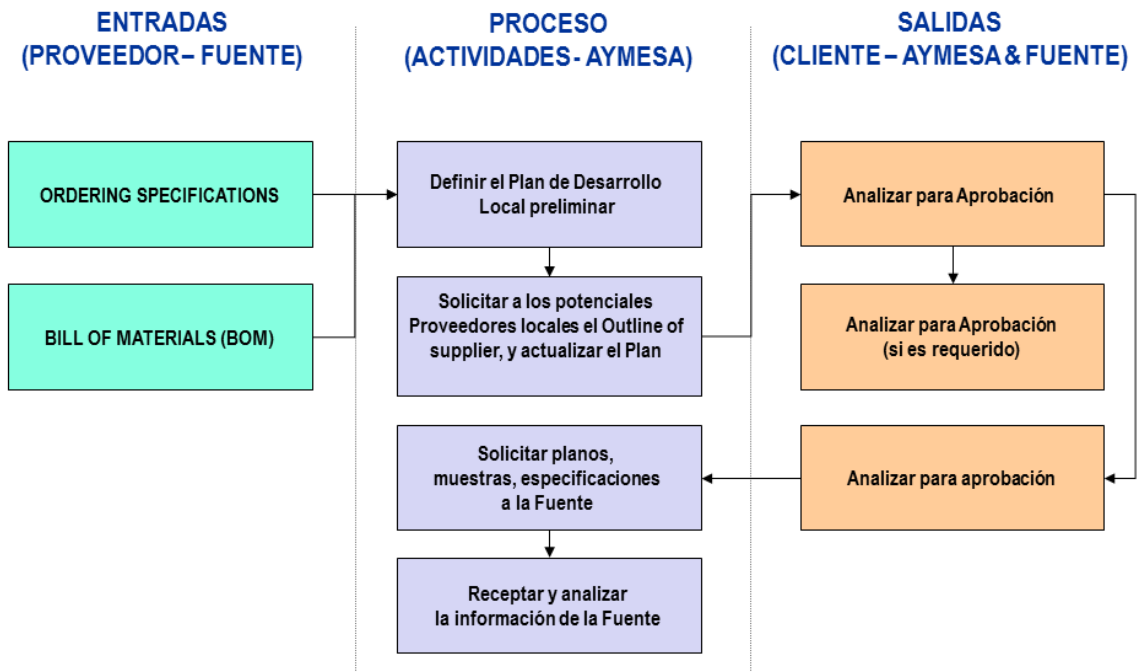 ENTRADAS
(PROVEEDOR – FUENTE)
PROCESO
(ACTIVIDADES - AYMESA)
SALIDAS
(CLIENTE – AYMESA & FUENTE)
ORDERING SPECIFICATIONS
Definir el Plan de Desarrollo
Local preliminar
Analizar para Aprobación
BILL OF MATERIALS (BOM)
Solicitar a los potenciales
Proveedores locales el Outline of
supplier, y actualizar el Plan
Analizar para Aprobación
(si es requerido)
Solicitar planos,
muestras, especificaciones
a la Fuente
Analizar para aprobación
Receptar y analizar
la información de la Fuente